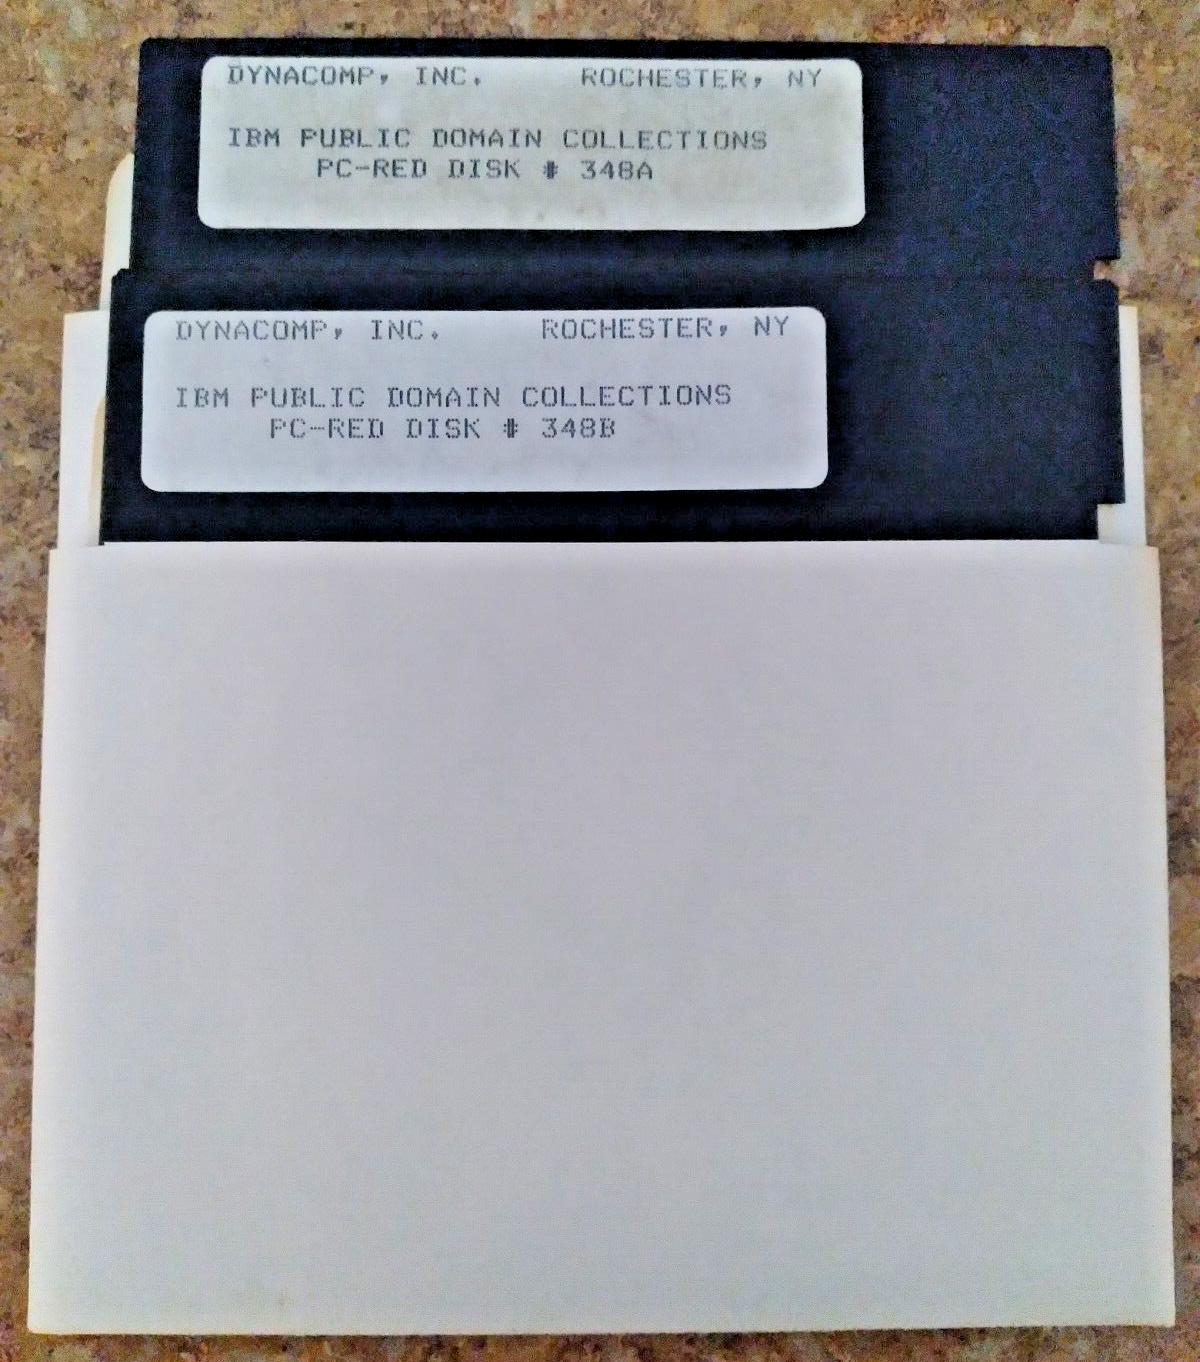 DYNACOMP, INC. ROCHESTER, NY
IBM PUBLIC DOMAIN COLLECTIONS
PC-RED DISK # 348A
DYNACOMP, INC. ROCHESTER, NY
IBM PUBLIC DOMAIN COLLECTIONS
PC-RED DISK # 348B